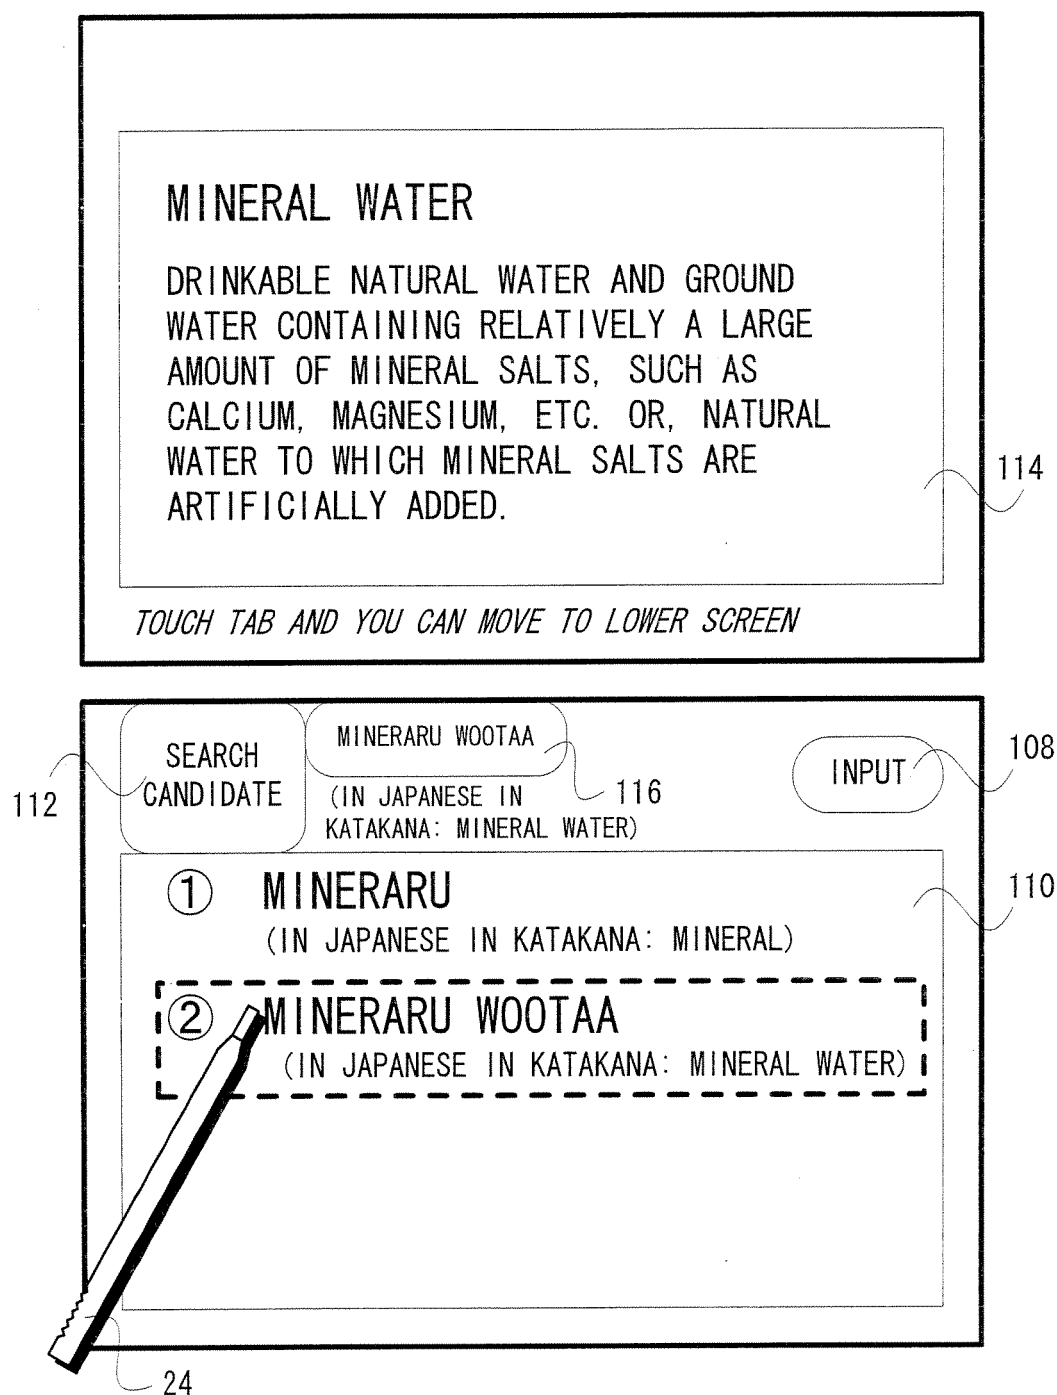 MINERAL WATER
DRINKABLE NATURAL WATER AND GROUND
WATER CONTAINING RELATIVELY A LARGE
AMOUNT OF MINERAL SALTS, SUCH AS
CALCIUM, MAGNESIUM, ETC. OR, NATURAL
WATER TO WHICH MINERAL SALTS ARE
ARTIFICIALLY ADDED.
114
TOUCH TAB AND YOU CAN MOVE TO LOWER SCREEN
SEARCH
CANDIDATE
112
MINERARU WOOTAA
116
(IN JAPANESE IN
KATAKANA: MINERAL WATER)
INPUT
108
110
① MINERARU
(IN JAPANESE IN KATAKANA: MINERAL)
② MINERARU WOOTAA
(IN JAPANESE IN KATAKANA: MINERAL WATER)
24